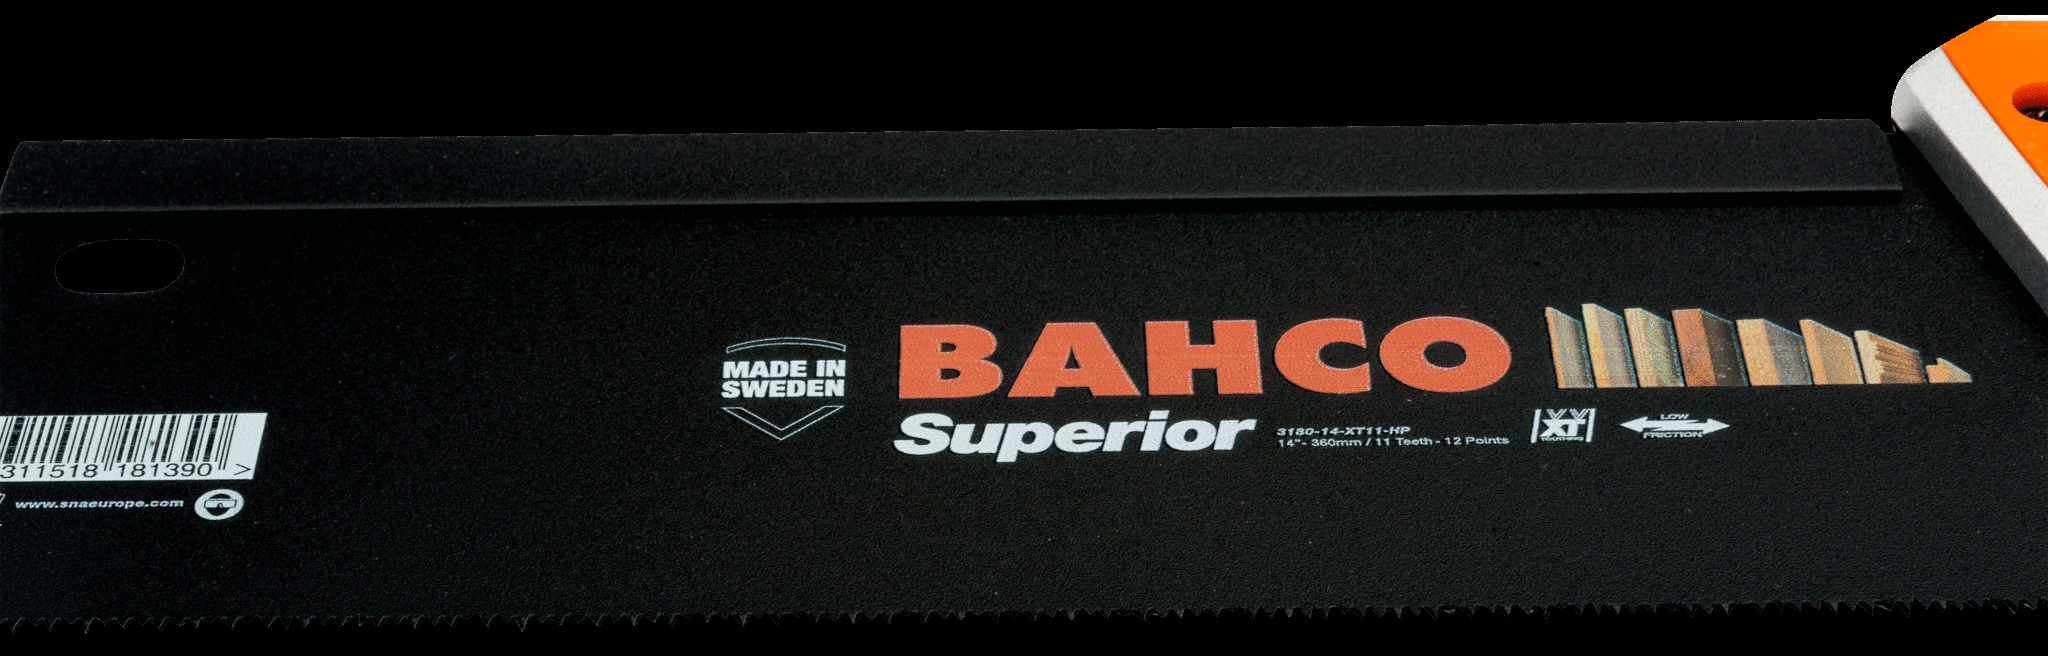 MADE IN
SWEDEN
BAHCO
Superior
3180-14-XT11-HP
14"- 360mm / 11 Teeth - 12 Points
XT
TOOTHING
LOW
FRICTION
311518 181390 >
www.snaeurope.com